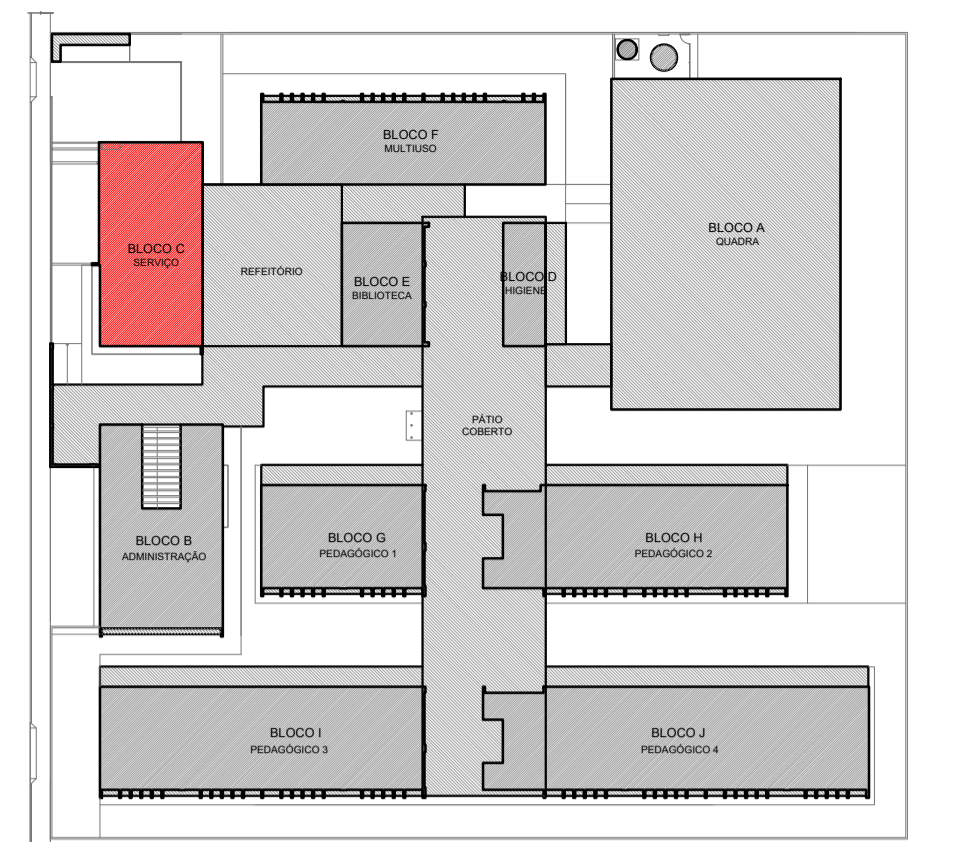 BLOCO F
MULTIUSO
BLOCO A
QUADRA
BLOCO C
SERVIÇO
REFEITÓRIO
BLOCO E
BIBLIOTECA
BLOCO D
HIGIENE
PÁTIO
COBERTO
BLOCO B
ADMINISTRAÇÃO
BLOCO G
PEDAGÓGICO 1
BLOCO H
PEDAGÓGICO 2
BLOCO I
PEDAGÓGICO 3
BLOCO J
PEDAGÓGICO 4